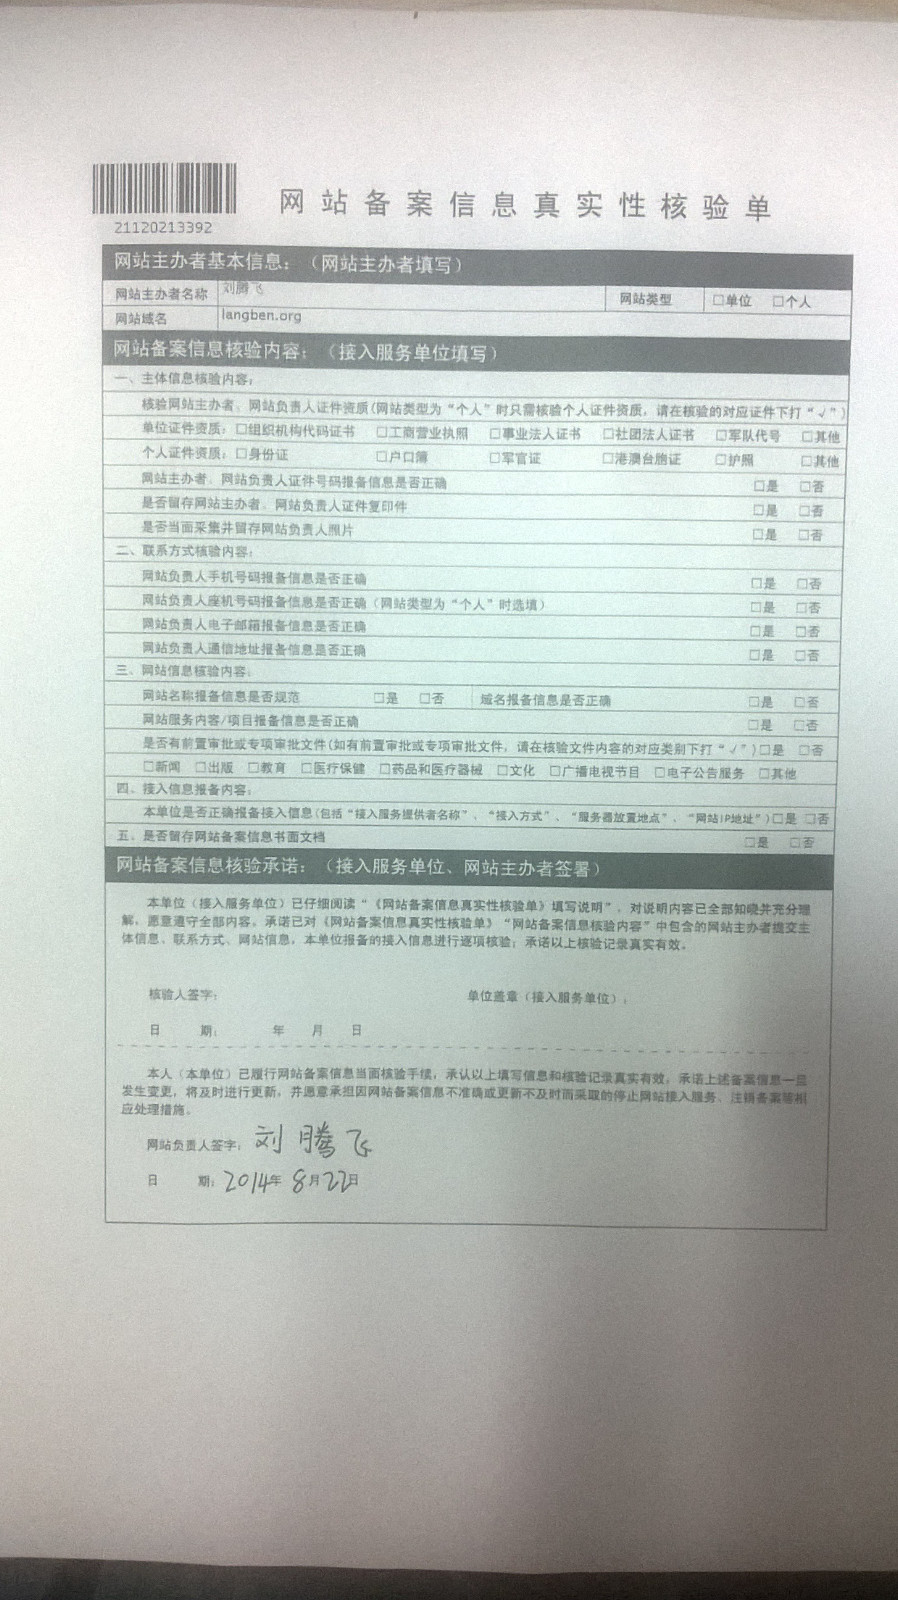 网站备案信息真实性核验单
21120213392
网站主办者基本信息：（网站主办者填写）
网站主办者名称 刘腾飞 网站类型 □单位 □个人
网站域名 langben.org
网站备案信息核验内容：（接入服务单位填写）
一、主体信息核验内容：
核验网站主办者、网站负责人证件资质(网站类型为“个人”时只需核验个人证件资质，请在核验的对应证件下打“√”)
单位证件资质：□组织机构代码证书 □工商营业执照 □事业法人证书 □社团法人证书 □军队代号 □其他
个人证件资质：□身份证 □户口簿 □军官证 □港澳台胞证 □护照 □其他
网站主办者、网站负责人证件号码报备信息是否正确 □是 □否
是否留存网站主办者、网站负责人证件复印件 □是 □否
是否当面采集并留存网站负责人照片 □是 □否
二、联系方式核验内容：
网站负责人手机号码报备信息是否正确 □是 □否
网站负责人座机号码报备信息是否正确（网站类型为“个人”时选填） □是 □否
网站负责人电子邮箱报备信息是否正确 □是 □否
网站负责人通信地址报备信息是否正确 □是 □否
三、网站信息核验内容：
网站名称报备信息是否规范 □是 □否 域名报备信息是否正确 □是 □否
网站服务内容/项目报备信息是否正确 □是 □否
是否有前置审批或专项审批文件(如有前置审批或专项审批文件，请在核验文件内容的对应类别下打“√”) □是 □否
□新闻 □出版 □教育 □医疗保健 □药品和医疗器械 □文化 □广播电视节目 □电子公告服务 □其他
四、接入信息报备内容：
本单位是否正确报备接入信息(包括“接入服务提供者名称”、“接入方式”、“服务器放置地点”、“网站IP地址”) □是 □否
五、是否留存网站备案信息书面文档 □是 □否
网站备案信息核验承诺：（接入服务单位、网站主办者签署）
本单位（接入服务单位）已仔细阅读“《网站备案信息真实性核验单》填写说明”，对说明内容已全部知晓并充分理
解，愿意遵守全部内容。承诺已对《网站备案信息真实性核验单》“网站备案信息核验内容”中包含的网站主办者提交主
体信息、联系方式、网站信息，本单位报备的接入信息进行逐项核验；承诺以上核验记录真实有效。
核验人签字： 单位盖章（接入服务单位）：
日 期： 年 月 日
本人（本单位）已履行网站备案信息当面核验手续，承认以上填写信息和核验记录真实有效，承诺上述备案信息一旦
发生变更，将及时进行更新，并愿意承担因网站备案信息不准确或更新不及时而采取的停止网站接入服务、注销备案等相
应处理措施。
网站负责人签字：刘腾飞
日 期：2014年8月22日